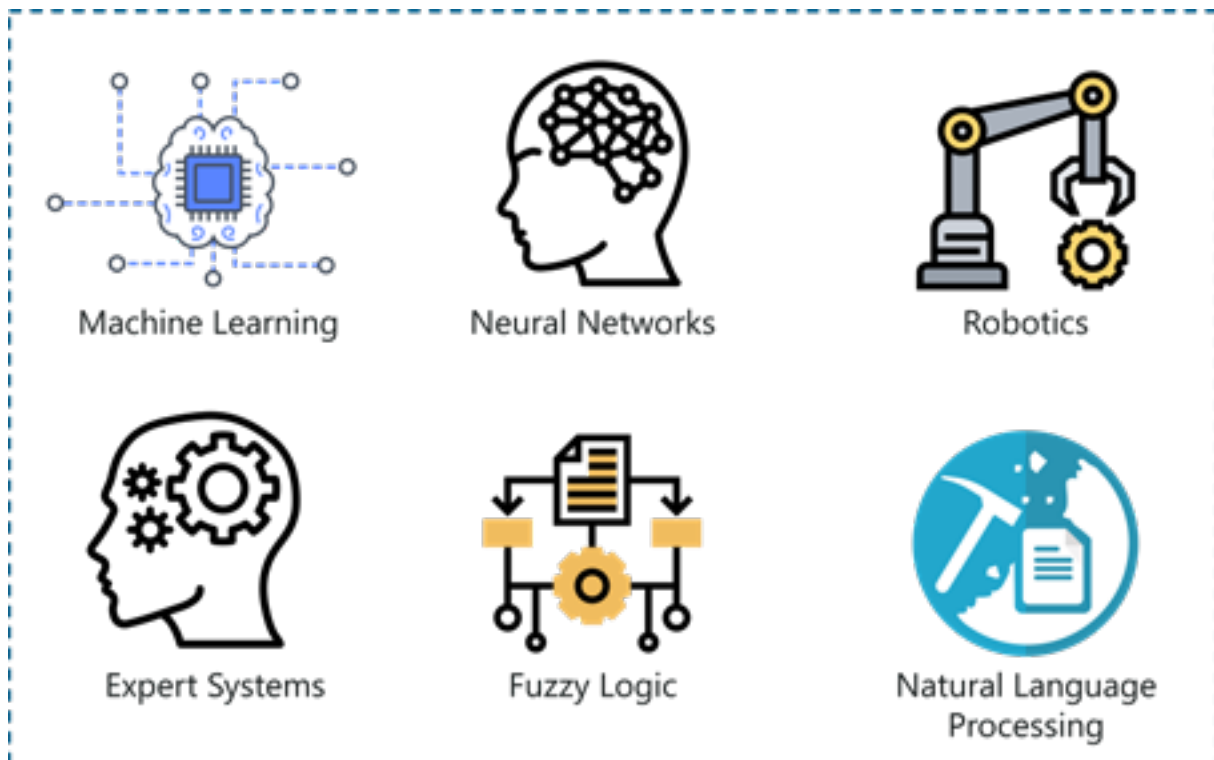 Machine Learning
Neural Networks
Robotics
Expert Systems
Fuzzy Logic
Natural Language
Processing